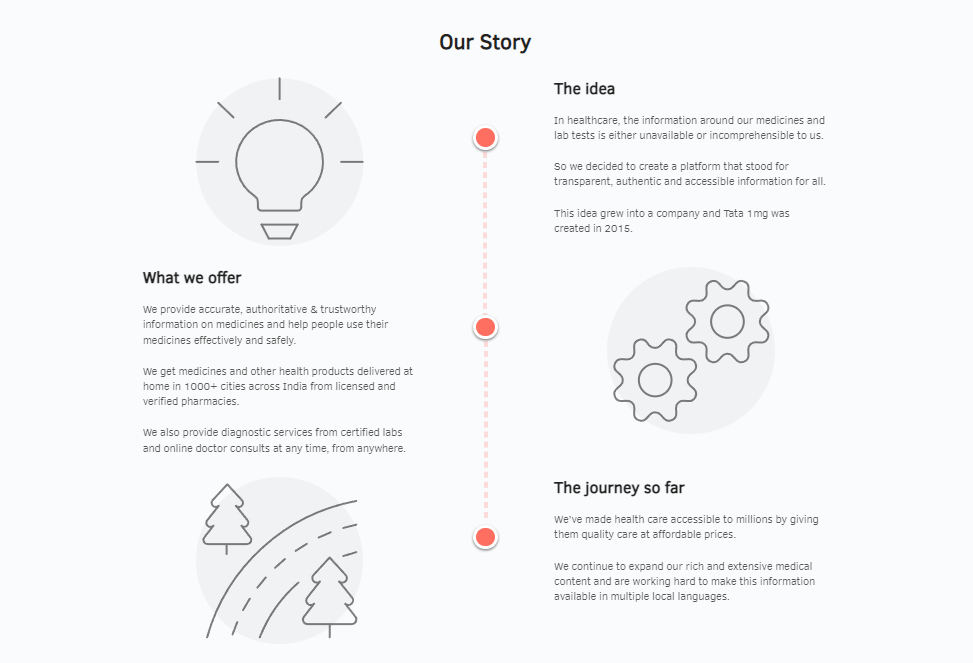 Our Story
The idea
In healthcare, the information around our medicines and
lab tests is either unavailable or incomprehensible to us.
So we decided to create a platform that stood for
transparent, authentic and accessible information for all.
This idea grew into a company and Tata 1mg was
created in 2015.
What we offer
We provide accurate, authoritative & trustworthy
information on medicines and help people use their
medicines effectively and safely.
We get medicines and other health products delivered at
home in 1000+ cities across India from licensed and
verified pharmacies.
We also provide diagnostic services from certified labs
and online doctor consults at any time, from anywhere.
The journey so far
We've made health care accessible to millions by giving
them quality care at affordable prices.
We continue to expand our rich and extensive medical
content and are working hard to make this information
available in multiple local languages.